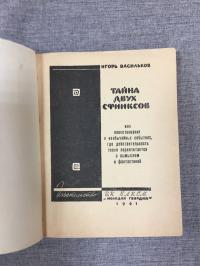 ИГОРЬ ВАСИЛЬКОВ
ТАЙНА
ДВУХ
СФИНКСОВ
или
повествование
о необычайных событиях,
где действительность
тесно переплетается
с вымыслом
и фантастикой
Издательство
ЦК ВЛКСМ
„МОЛОДАЯ ГВАРДИЯ“
1961